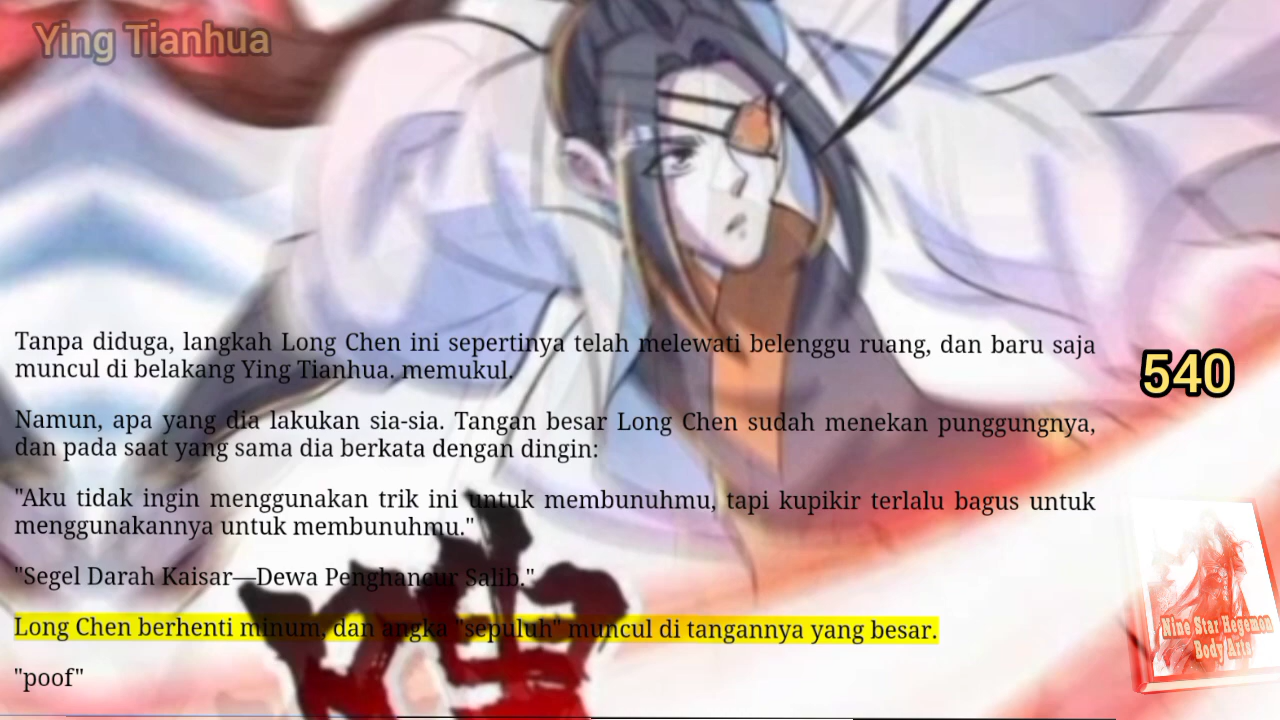 Ying Tianhua
Tanpa diduga, langkah Long Chen ini sepertinya telah melewati belenggu ruang, dan baru saja
muncul di belakang Ying Tianhua. memukul.
Namun, apa yang dia lakukan sia-sia. Tangan besar Long Chen sudah menekan punggungnya,
dan pada saat yang sama dia berkata dengan dingin:
"Aku tidak ingin menggunakan trik ini untuk membunuhmu, tapi kupikir terlalu bagus untuk
menggunakannya untuk membunuhmu."
"Segel Darah Kaisar—Dewa Penghancur Salib."
Long Chen berhenti minum, dan angka "sepuluh" muncul di tangannya yang besar.
"poof"
540
Nine Star Hegemon
Body Arts